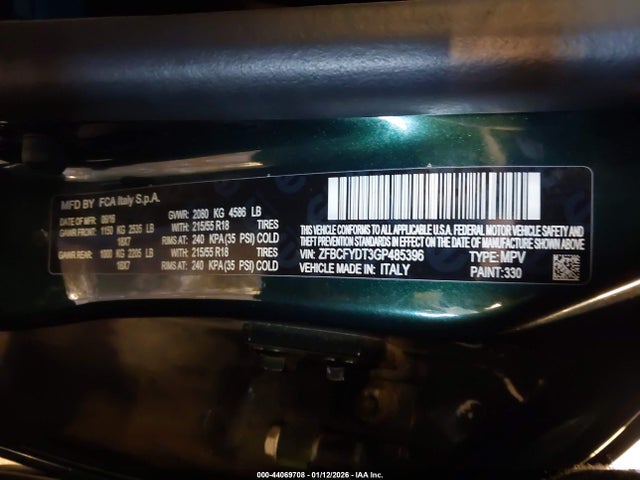 MFD BY FCA Italy S.p.A.
DATE: 06/16 GVWR: 2080 KG 4586 LB
GAWR FRONT: 1150 KG 2535 LB WITH: 215/55 R18 TIRES
18X7 RIMS AT: 240 KPA(35 PSI) COLD
GAWR REAR: 1000 KG 2205 LB WITH: 215/55 R18 TIRES
18X7 RIMS AT: 240 KPA(35 PSI) COLD
THIS VEHICLE CONFORMS TO ALL APPLICABLE U.S.A. FEDERAL MOTOR VEHICLE SAFETY AND
THEFT PREVENTION STANDARDS IN EFFECT ON THE DATE OF MANUFACTURE SHOWN ABOVE.
VIN: ZFBCFYDT3GP485396 TYPE: MPV
VEHICLE MADE IN: ITALY PAINT: 330
000-44069708 - 01/12/2026 - IAA Inc.